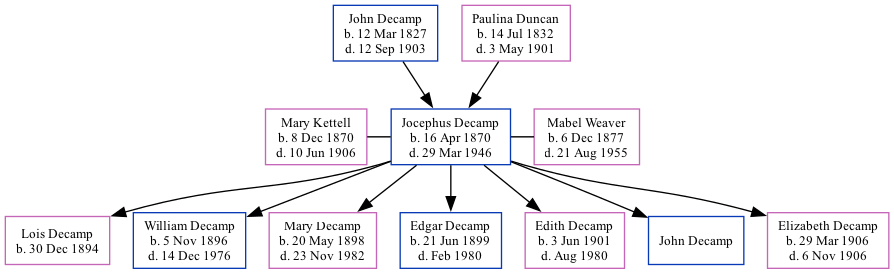 John Decamp
b. 12 Mar 1827
d. 12 Sep 1903
Paulina Duncan
b. 14 Jul 1832
d. 3 May 1901
Mary Kettell
b. 8 Dec 1870
d. 10 Jun 1906
Jocephus Decamp
b. 16 Apr 1870
d. 29 Mar 1946
Mabel Weaver
b. 6 Dec 1877
d. 21 Aug 1955
Lois Decamp
b. 30 Dec 1894
William Decamp
b. 5 Nov 1896
d. 14 Dec 1976
Mary Decamp
b. 20 May 1898
d. 23 Nov 1982
Edgar Decamp
b. 21 Jun 1899
d. Feb 1980
Edith Decamp
b. 3 Jun 1901
d. Aug 1980
John Decamp
Elizabeth Decamp
b. 29 Mar 1906
d. 6 Nov 1906